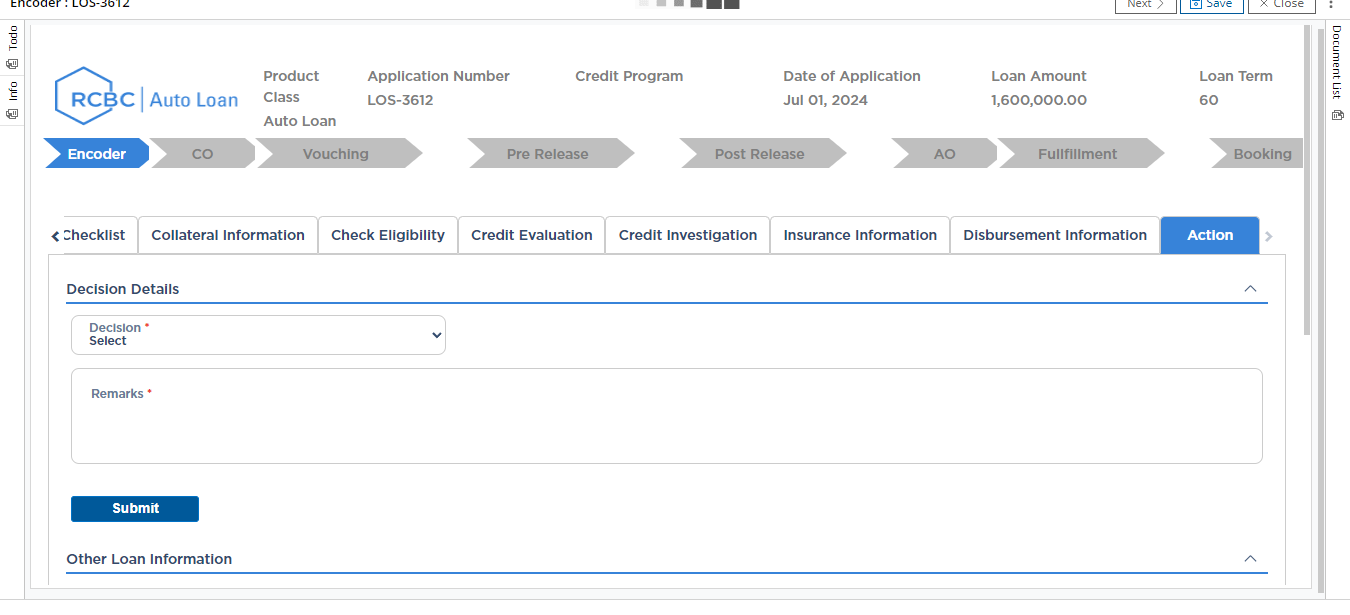 Encoder : LOS-3612
Next
Save
Close
Todo
Info
Document List
RCBC Auto Loan
Product Class
Auto Loan
Application Number
LOS-3612
Credit Program
Date of Application
Jul 01, 2024
Loan Amount
1,600,000.00
Loan Term
60
Encoder
CO
Vouching
Pre Release
Post Release
AO
Fullfillment
Booking
Checklist
Collateral Information
Check Eligibility
Credit Evaluation
Credit Investigation
Insurance Information
Disbursement Information
Action
Decision Details
Decision *
Select
Remarks *
Submit
Other Loan Information